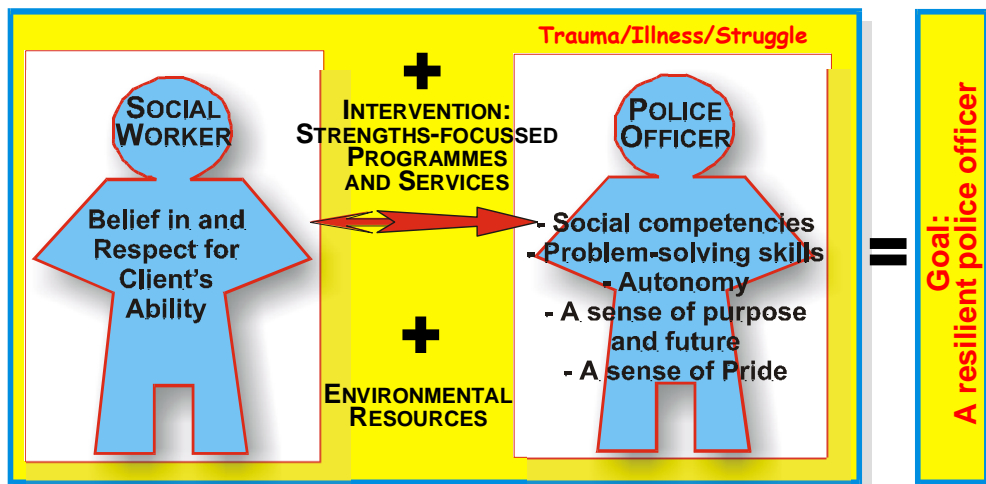 Trauma/Illness/Struggle
SOCIAL
WORKER
Belief in and
Respect for
Client's
Ability
+
INTERVENTION:
STRENGTHS-FOCUSSED
PROGRAMMES
AND SERVICES
+
ENVIRONMENTAL
RESOURCES
POLICE
OFFICER
- Social competencies
- Problem-solving skills
- Autonomy
- A sense of purpose
and future
- A sense of Pride
=
Goal:
A resilient police officer